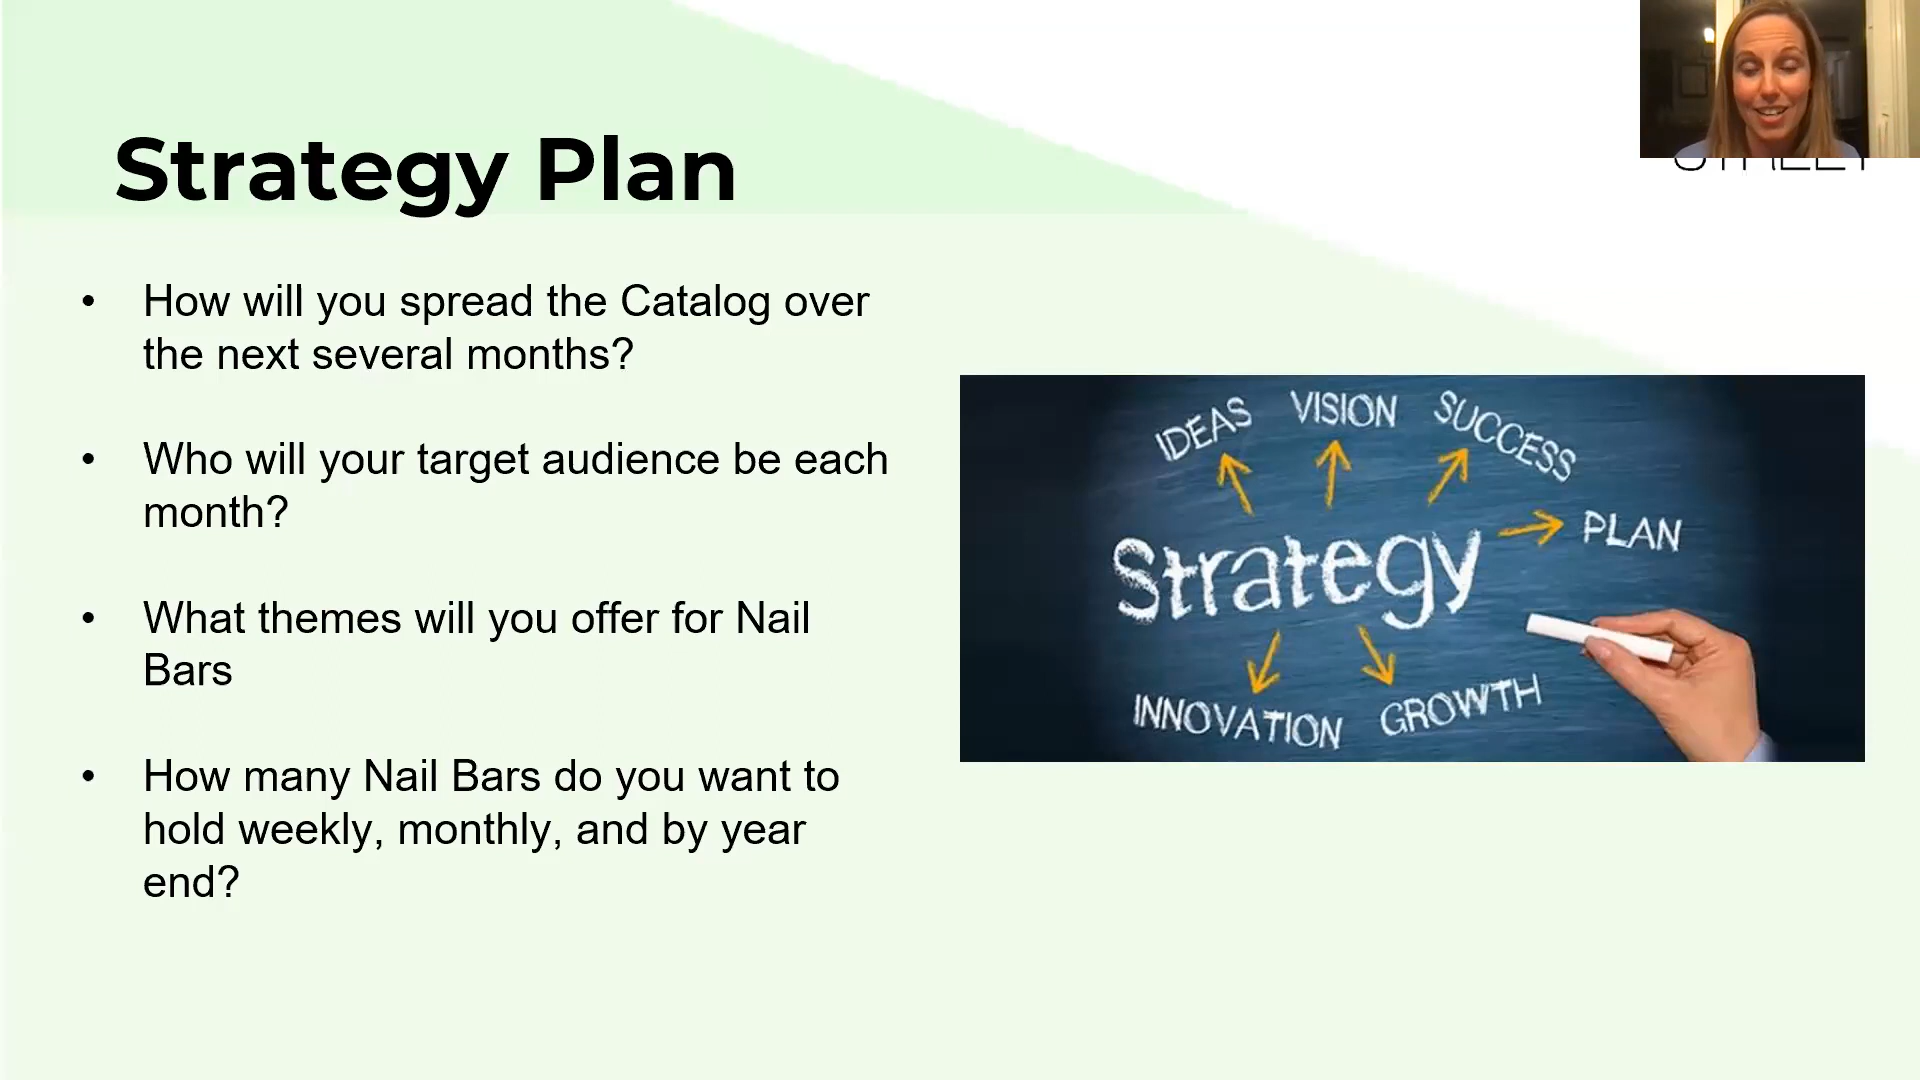 Strategy Plan
• How will you spread the Catalog over
the next several months?
• Who will your target audience be each
month?
• What themes will you offer for Nail
Bars
• How many Nail Bars do you want to
hold weekly, monthly, and by year
end?
IDEAS
VISION
SUCCESS
PLAN
Strategy
INNOVATION
GROWTH